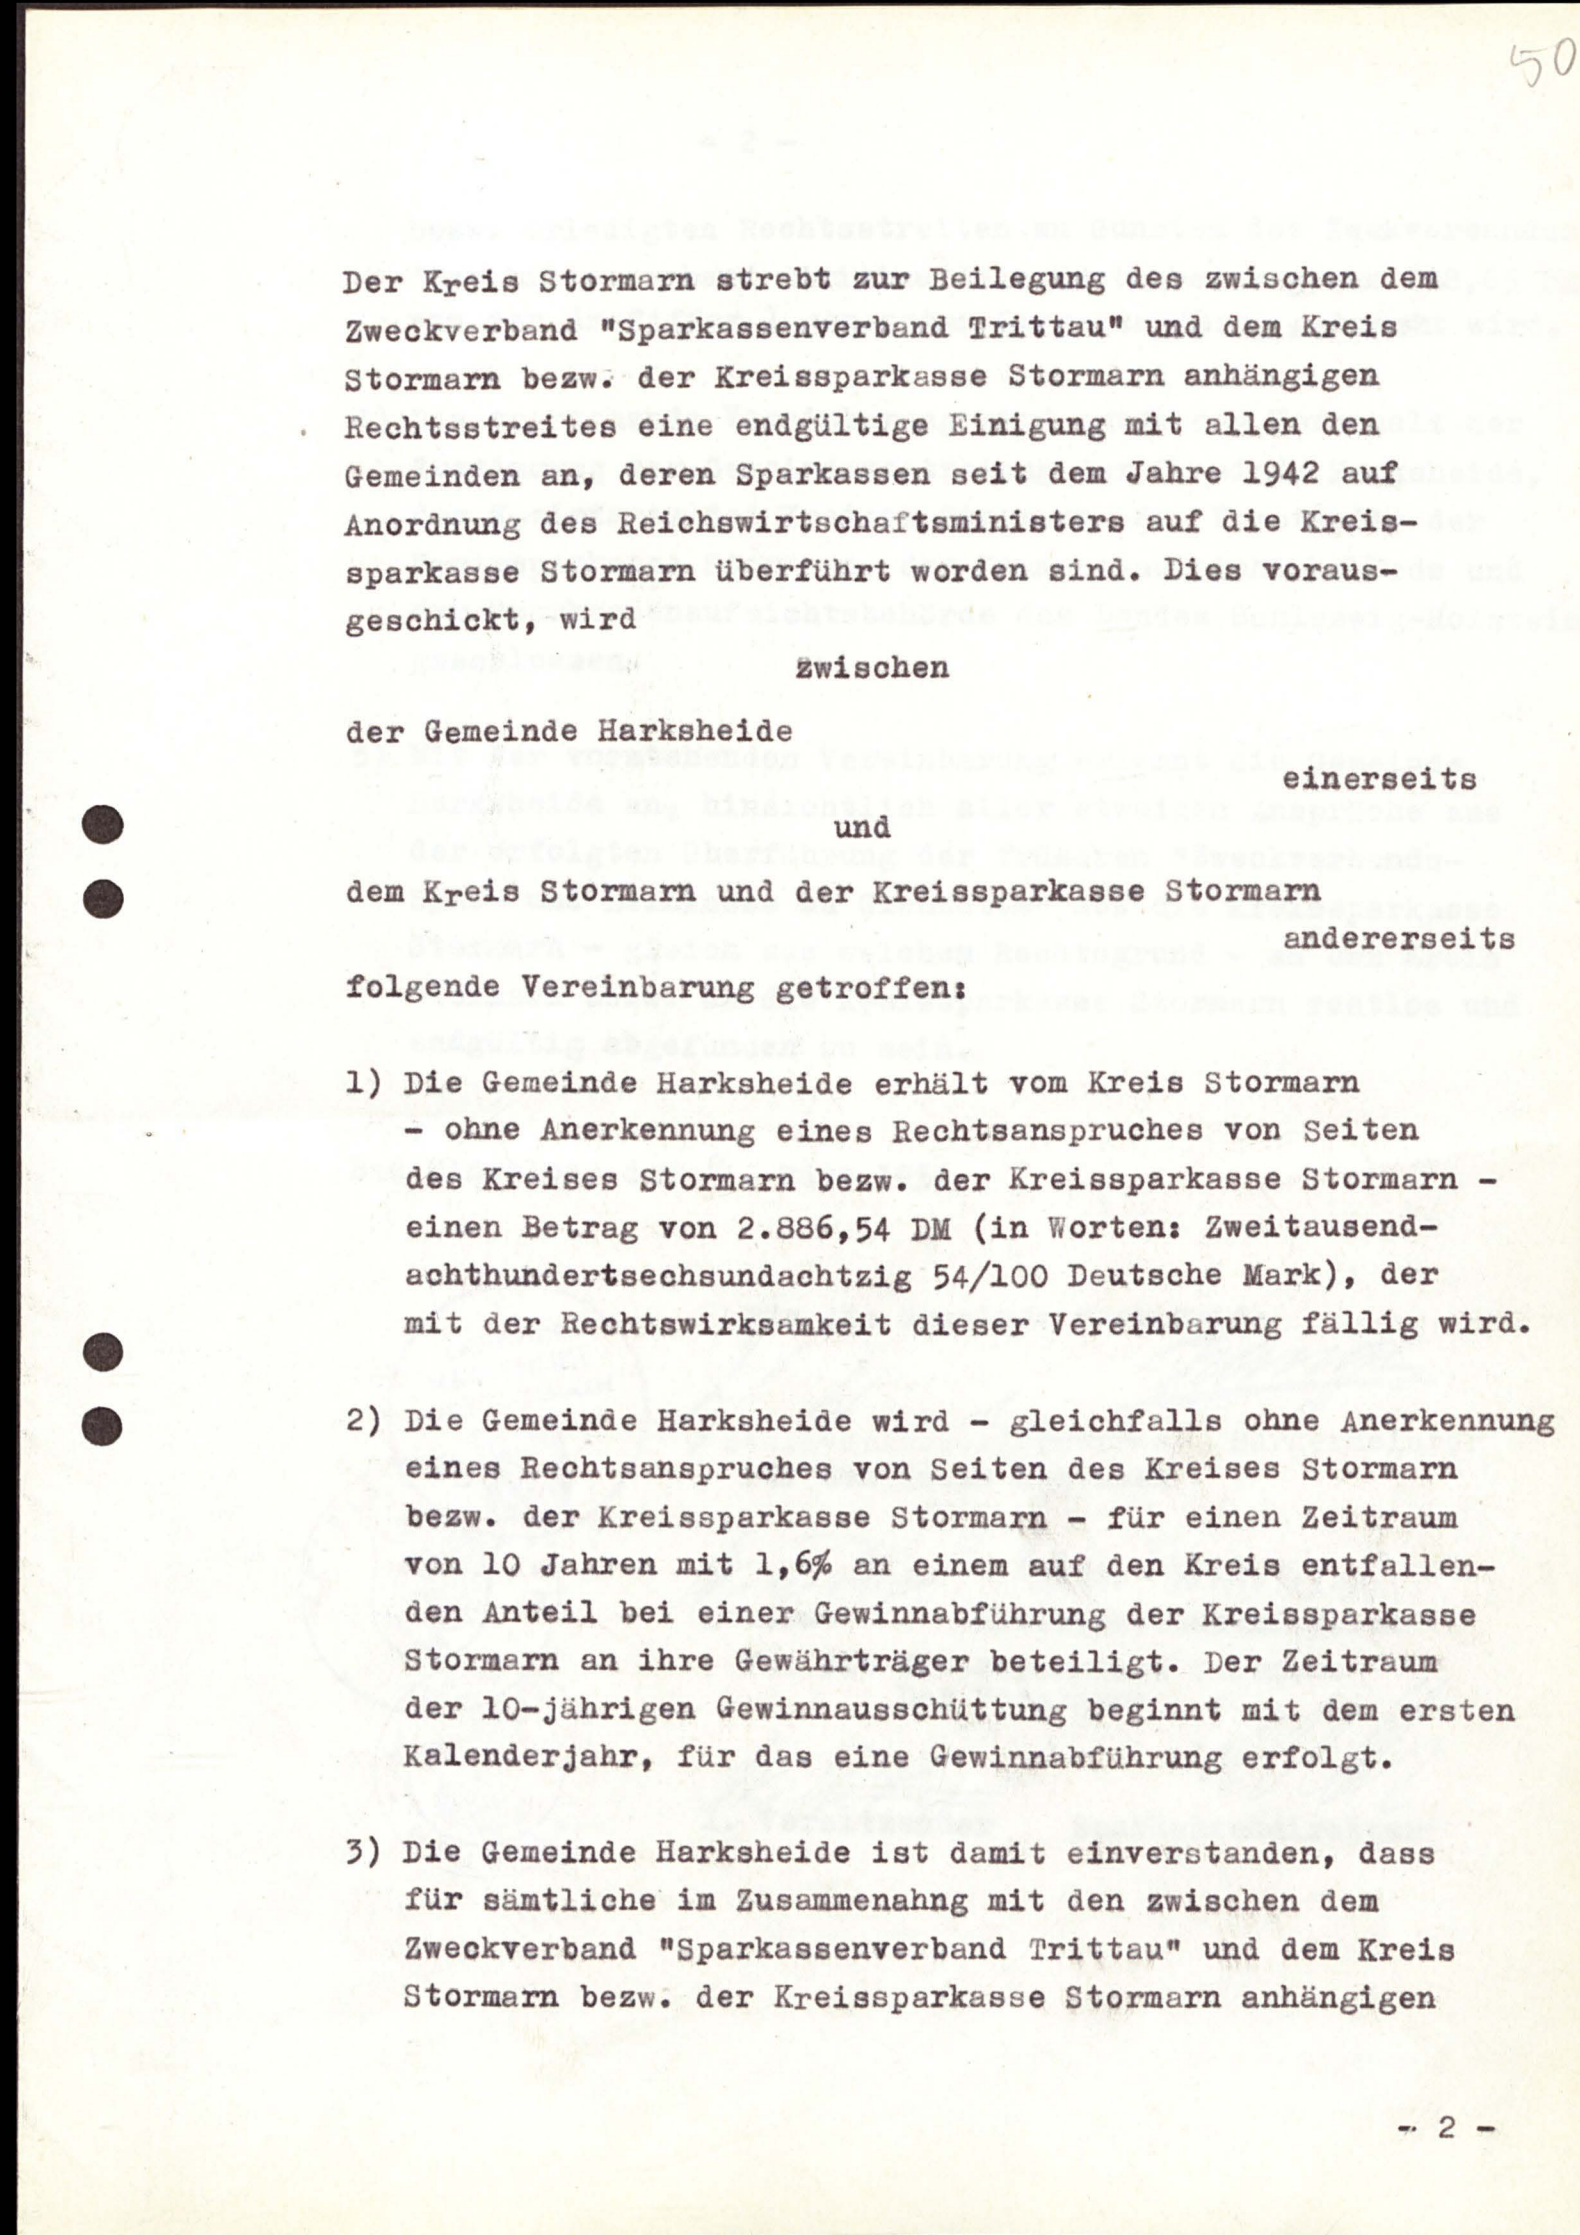 50
Der Kreis Stormarn strebt zur Beilegung des zwischen dem
Zweckverband "Sparkassenverband Trittau" und dem Kreis
Stormarn bezw. der Kreissparkasse Stormarn anhängigen
Rechtsstreites eine endgültige Einigung mit allen den
Gemeinden an, deren Sparkassen seit dem Jahre 1942 auf
Anordnung des Reichswirtschaftsministers auf die Kreis-
sparkasse Stormarn überführt worden sind. Dies voraus-
geschickt, wird
zwischen
der Gemeinde Harksheide
einerseits
und
dem Kreis Stormarn und der Kreissparkasse Stormarn
andererseits
folgende Vereinbarung getroffen:
1) Die Gemeinde Harksheide erhält vom Kreis Stormarn
- ohne Anerkennung eines Rechtsanspruches von Seiten
des Kreises Stormarn bezw. der Kreissparkasse Stormarn -
einen Betrag von 2.886,54 DM (in Worten: Zweitausend-
achthundertsechsundachtzig 54/100 Deutsche Mark), der
mit der Rechtswirksamkeit dieser Vereinbarung fällig wird.
2) Die Gemeinde Harksheide wird - gleichfalls ohne Anerkennung
eines Rechtsanspruches von Seiten des Kreises Stormarn
bezw. der Kreissparkasse Stormarn - für einen Zeitraum
von 10 Jahren mit 1,6% an einem auf den Kreis entfallen-
den Anteil bei einer Gewinnabführung der Kreissparkasse
Stormarn an ihre Gewährträger beteiligt. Der Zeitraum
der 10-jährigen Gewinnausschüttung beginnt mit dem ersten
Kalenderjahr, für das eine Gewinnabführung erfolgt.
3) Die Gemeinde Harksheide ist damit einverstanden, dass
für sämtliche im Zusammenahng mit den zwischen dem
Zweckverband "Sparkassenverband Trittau" und dem Kreis
Stormarn bezw. der Kreissparkasse Stormarn anhängigen
- 2 -